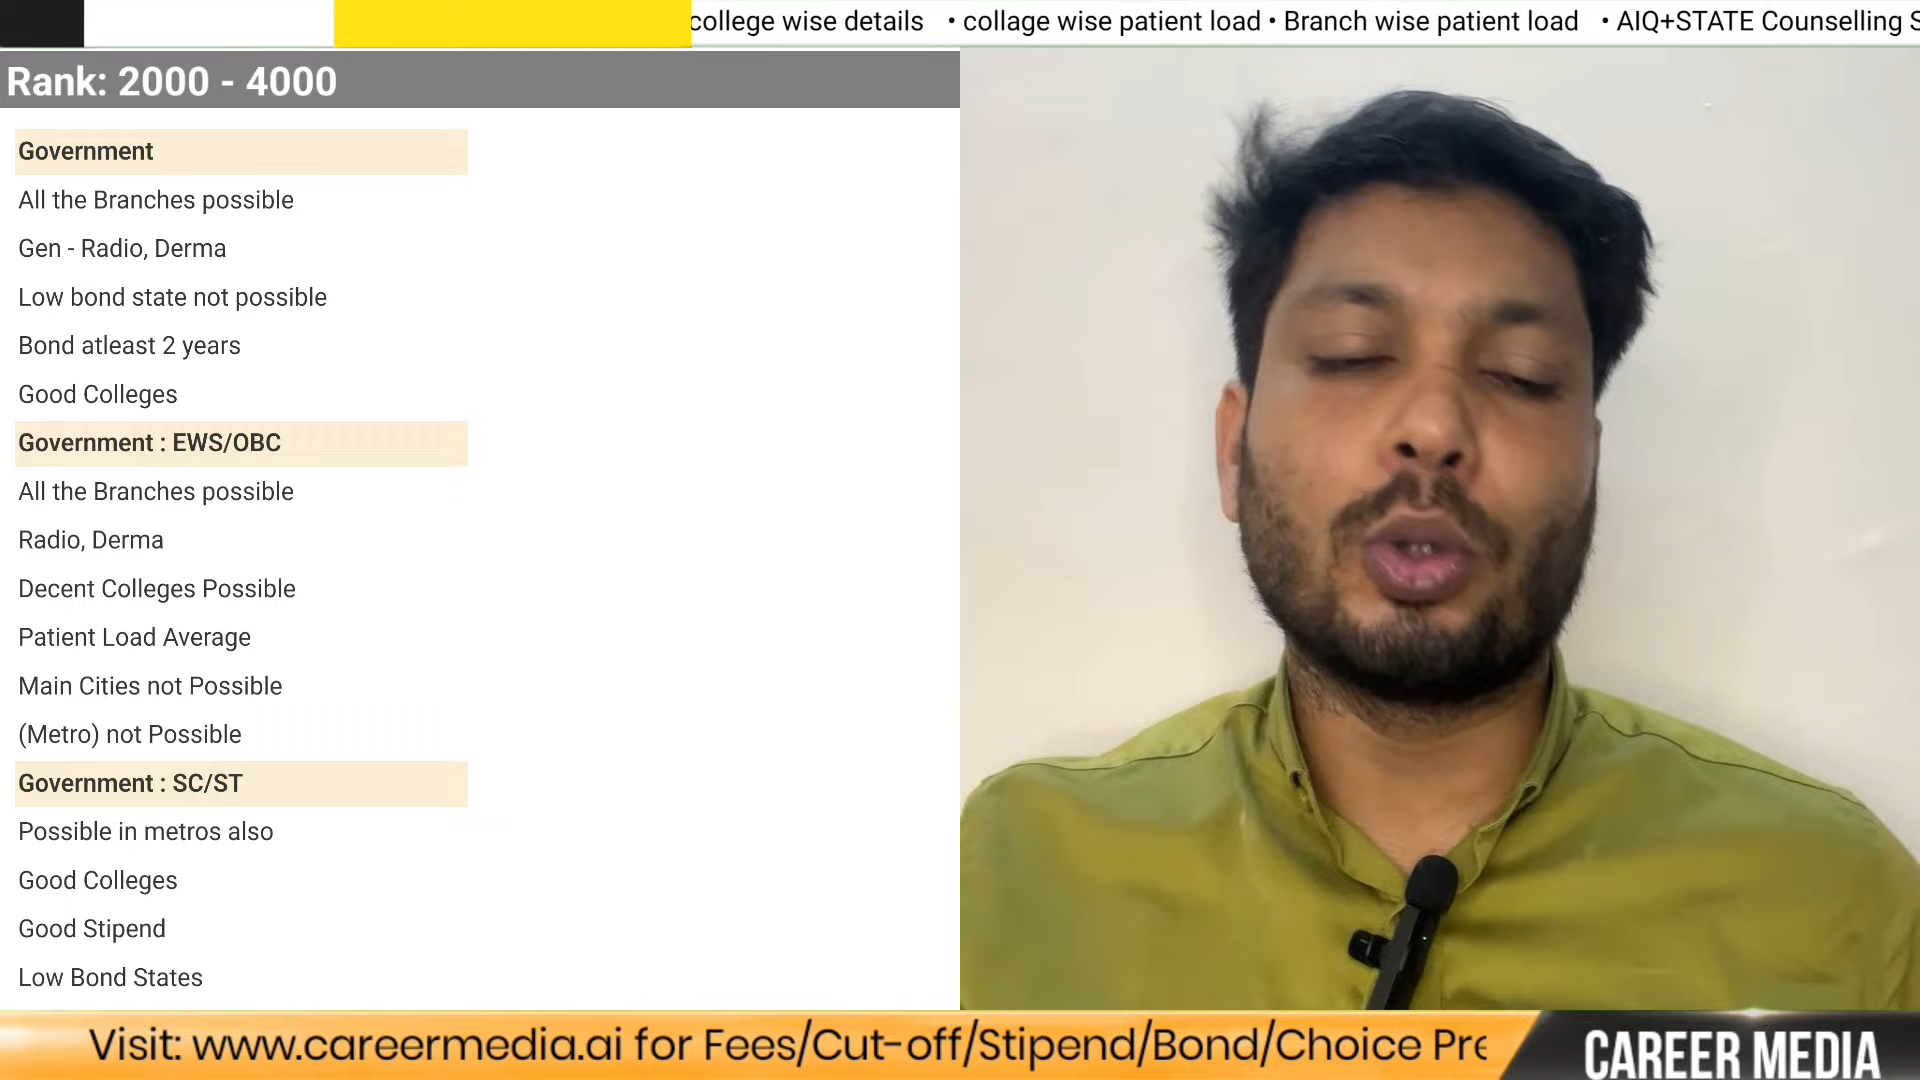 college wise details • collage wise patient load • Branch wise patient load • AIQ+STATE Counselling S
Rank: 2000 - 4000
Government
All the Branches possible
Gen - Radio, Derma
Low bond state not possible
Bond atleast 2 years
Good Colleges
Government : EWS/OBC
All the Branches possible
Radio, Derma
Decent Colleges Possible
Patient Load Average
Main Cities not Possible
(Metro) not Possible
Government : SC/ST
Possible in metros also
Good Colleges
Good Stipend
Low Bond States
Visit: www.careermedia.ai for Fees/Cut-off/Stipend/Bond/Choice Pre
CAREER MEDIA